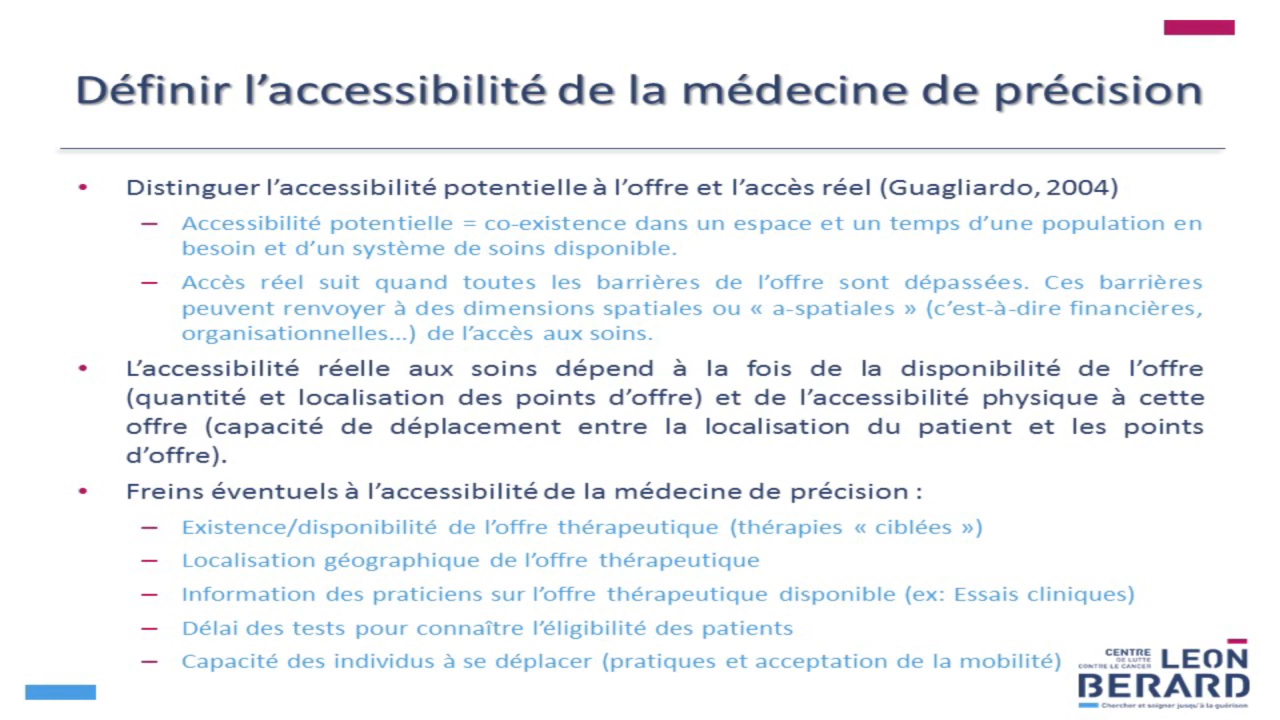 Définir l’accessibilité de la médecine de précision
• Distinguer l’accessibilité potentielle à l’offre et l’accès réel (Guagliardo, 2004)
– Accessibilité potentielle = co-existence dans un espace et un temps d’une population en
besoin et d’un système de soins disponible.
– Accès réel suit quand toutes les barrières de l’offre sont dépassées. Ces barrières
peuvent renvoyer à des dimensions spatiales ou « a-spatiales » (c’est-à-dire financières,
organisationnelles...) de l’accès aux soins.
• L’accessibilité réelle aux soins dépend à la fois de la disponibilité de l’offre
(quantité et localisation des points d’offre) et de l’accessibilité physique à cette
offre (capacité de déplacement entre la localisation du patient et les points
d’offre).
• Freins éventuels à l’accessibilité de la médecine de précision :
– Existence/disponibilité de l’offre thérapeutique (thérapies « ciblées »)
– Localisation géographique de l’offre thérapeutique
– Information des praticiens sur l’offre thérapeutique disponible (ex: Essais cliniques)
– Délai des tests pour connaître l’éligibilité des patients
– Capacité des individus à se déplacer (pratiques et acceptation de la mobilité)
CENTRE
DE LUTTE
CONTRE LE CANCER
LEON
BERARD
Chercher et soigner jusqu’à la guérison